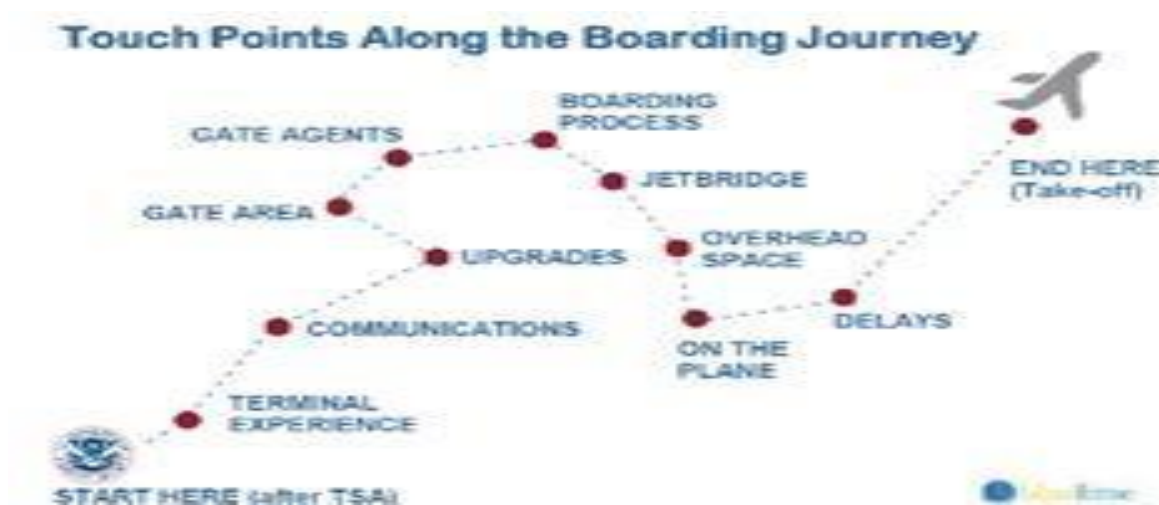 Touch Points Along the Boarding Journey
BOARDING
PROCESS
GATE AGENTS
JETBRIDGE
END HERE
(Take-off)
GATE AREA
OVERHEAD
SPACE
UPGRADES
COMMUNICATIONS
DELAYS
ON THE
PLANE
TERMINAL
EXPERIENCE
START HERE (after TSA)